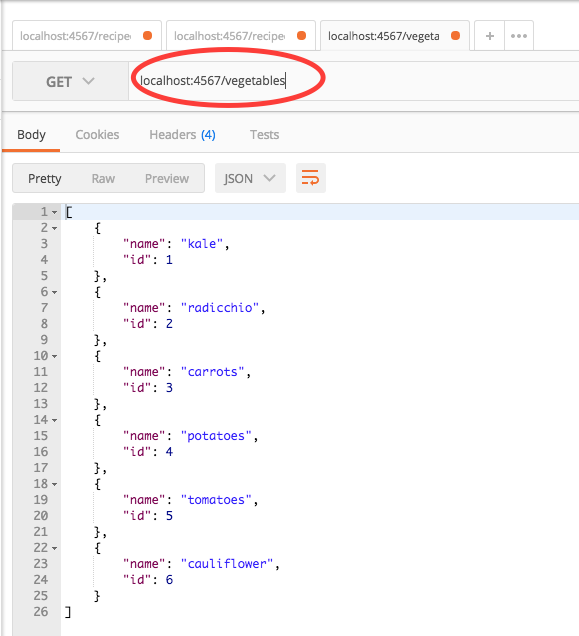 localhost:4567/recipe localhost:4567/recipe localhost:4567/vegeta + •••
GET localhost:4567/vegetables
Body Cookies Headers (4) Tests
Pretty Raw Preview JSON
1 [
2 {
3 "name": "kale",
4 "id": 1
5 },
6 {
7 "name": "radicchio",
8 "id": 2
9 },
10 {
11 "name": "carrots",
12 "id": 3
13 },
14 {
15 "name": "potatoes",
16 "id": 4
17 },
18 {
19 "name": "tomatoes",
20 "id": 5
21 },
22 {
23 "name": "cauliflower",
24 "id": 6
25 }
26 ]